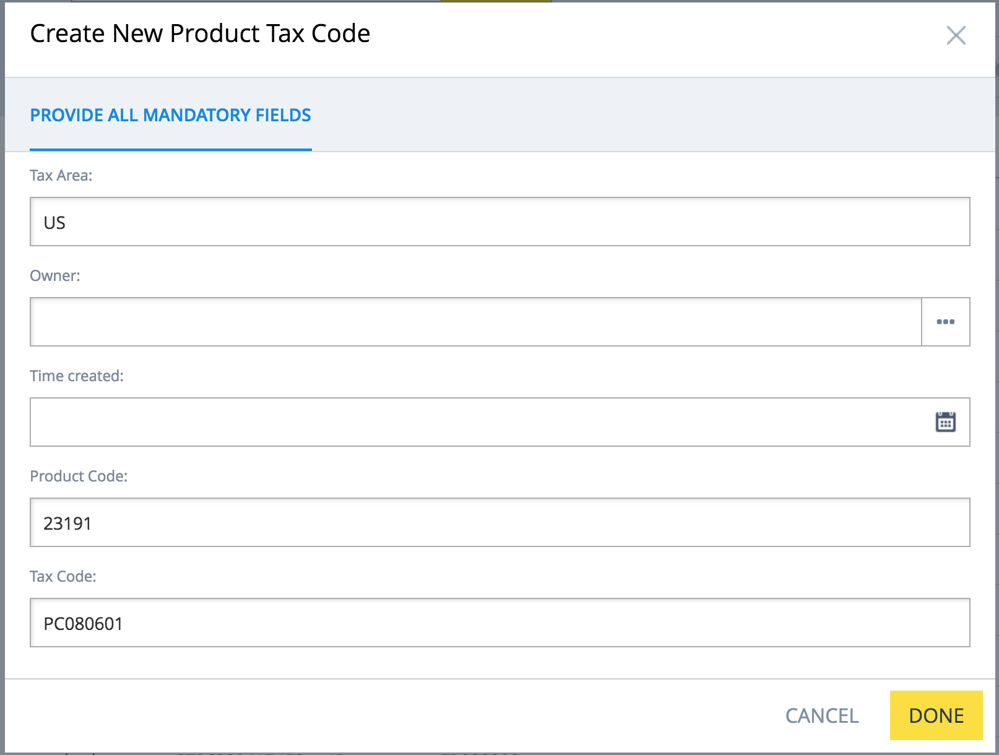 Create New Product Tax Code
PROVIDE ALL MANDATORY FIELDS
Tax Area:
US
Owner:
Time created:
Product Code:
23191
Tax Code:
PC080601
CANCEL
DONE